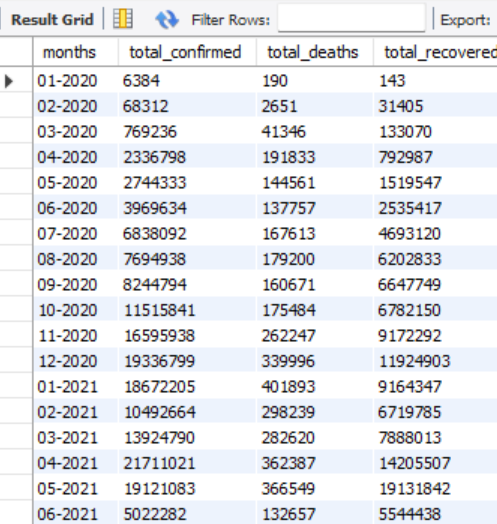 Result Grid Filter Rows: Export:
months total_confirmed total_deaths total_recovered
01-2020 6384 190 143
02-2020 68312 2651 31405
03-2020 769236 41346 133070
04-2020 2336798 191833 792987
05-2020 2744333 144561 1519547
06-2020 3969634 137757 2535417
07-2020 6838092 167613 4693120
08-2020 7694938 179200 6202833
09-2020 8244794 160671 6647749
10-2020 11515841 175484 6782150
11-2020 16595938 262247 9172292
12-2020 19336799 339996 11924903
01-2021 18672205 401893 9164347
02-2021 10492664 298239 6719785
03-2021 13924790 282620 7888013
04-2021 21711021 362387 14205507
05-2021 19121083 366549 19131842
06-2021 5022282 132657 5544438